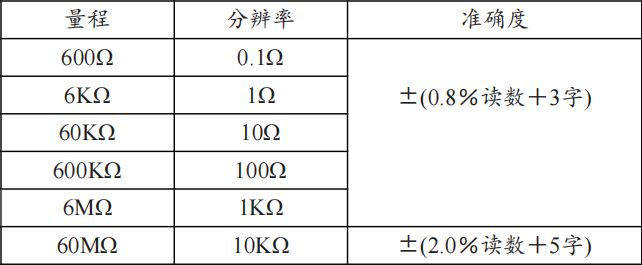 量程 分辨率 准确度
600Ω 0.1Ω
6KΩ 1Ω ±(0.8%读数+3字)
60KΩ 10Ω
600KΩ 100Ω
6MΩ 1KΩ
60MΩ 10KΩ ±(2.0%读数+5字)